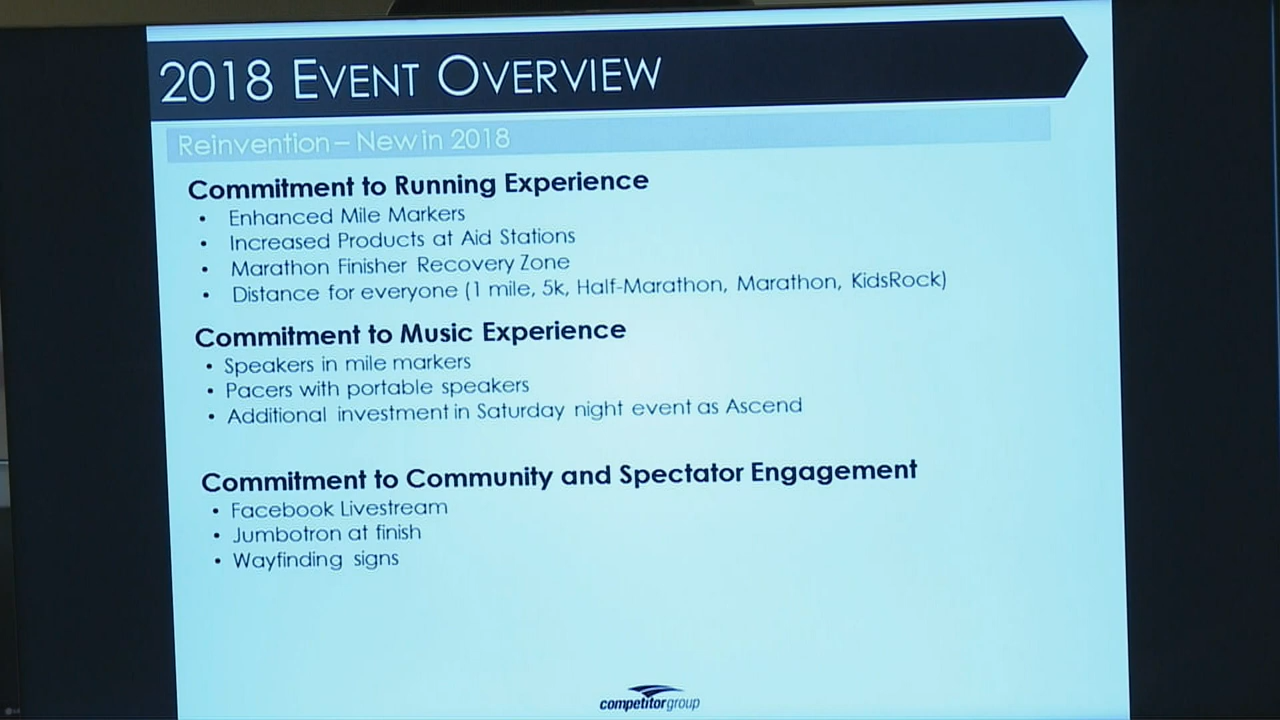 2018 EVENT OVERVIEW
Reinvention – New in 2018
Commitment to Running Experience
• Enhanced Mile Markers
• Increased Products at Aid Stations
• Marathon Finisher Recovery Zone
• Distance for everyone (1 mile, 5k, Half-Marathon, Marathon, KidsRock)
Commitment to Music Experience
• Speakers in mile markers
• Pacers with portable speakers
• Additional investment in Saturday night event as Ascend
Commitment to Community and Spectator Engagement
• Facebook Livestream
• Jumbotron at finish
• Wayfinding signs
competitorgroup